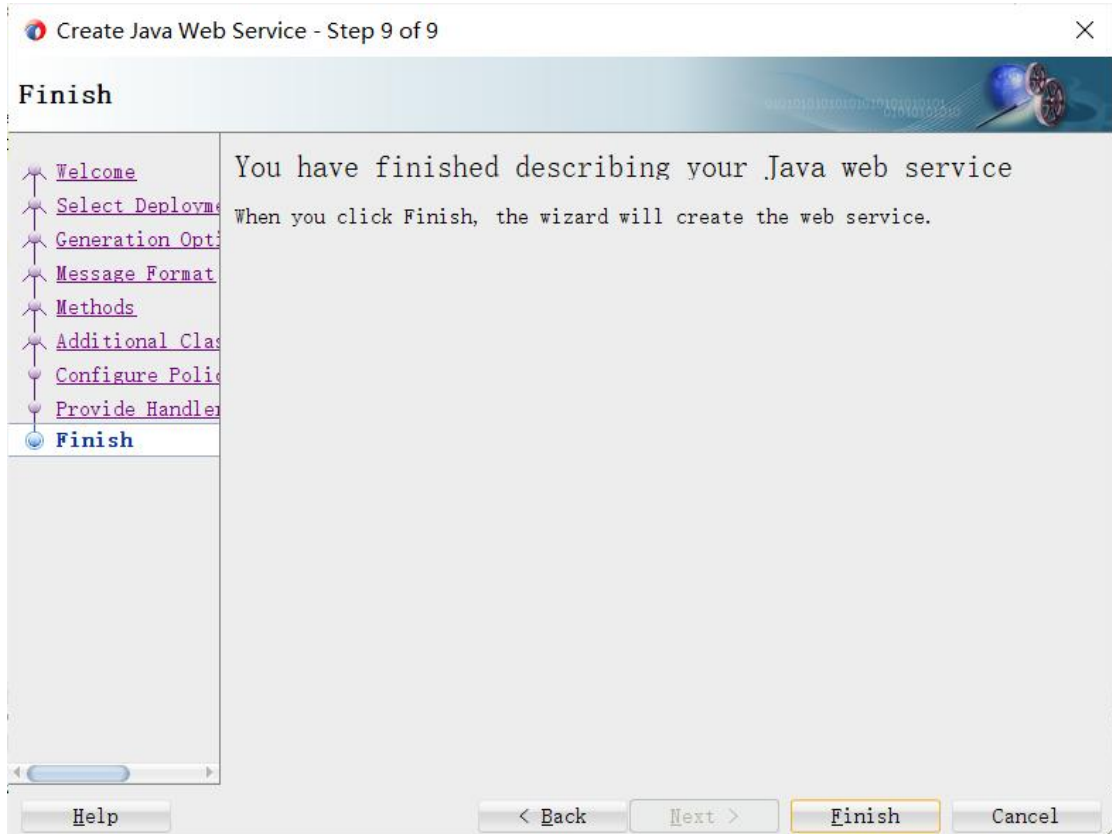 Create Java Web Service - Step 9 of 9
Finish
Welcome
Select Deployme
Generation Opti
Message Format
Methods
Additional Clas
Configure Polic
Provide Handler
Finish
You have finished describing your Java web service
When you click Finish, the wizard will create the web service.
Help
< Back
Next >
Finish
Cancel